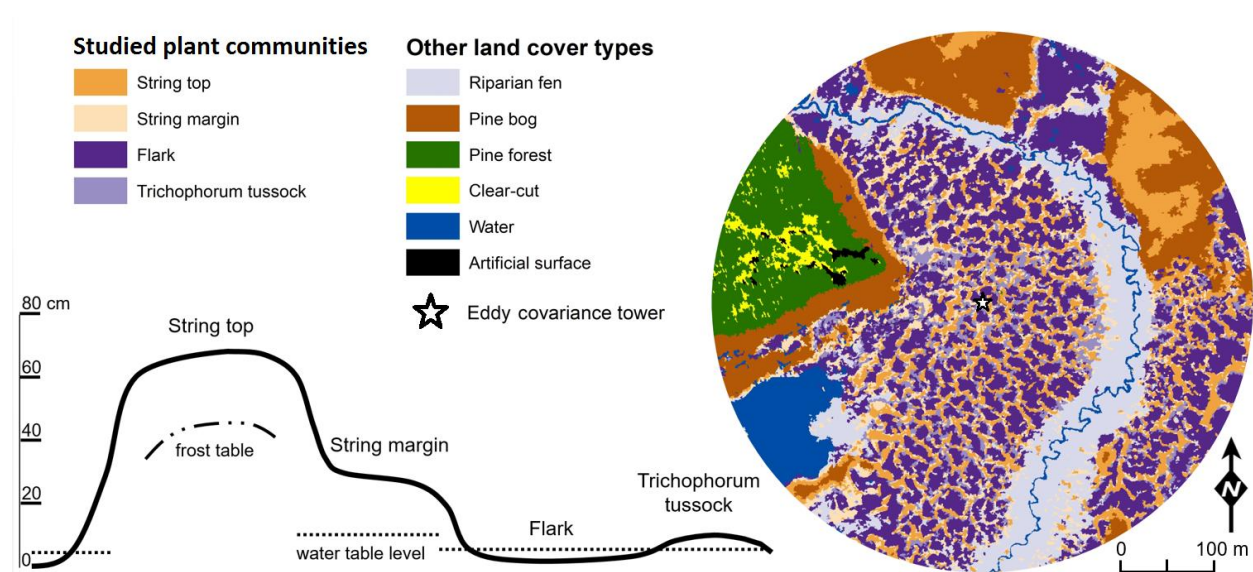 Studied plant communities
String top
String margin
Flark
Trichophorum tussock
Other land cover types
Riparian fen
Pine bog
Pine forest
Clear-cut
Water
Artificial surface
Eddy covariance tower
80 cm
60
40
20
0
String top
frost table
String margin
water table level
Flark
Trichophorum
tussock
N
0 100 m